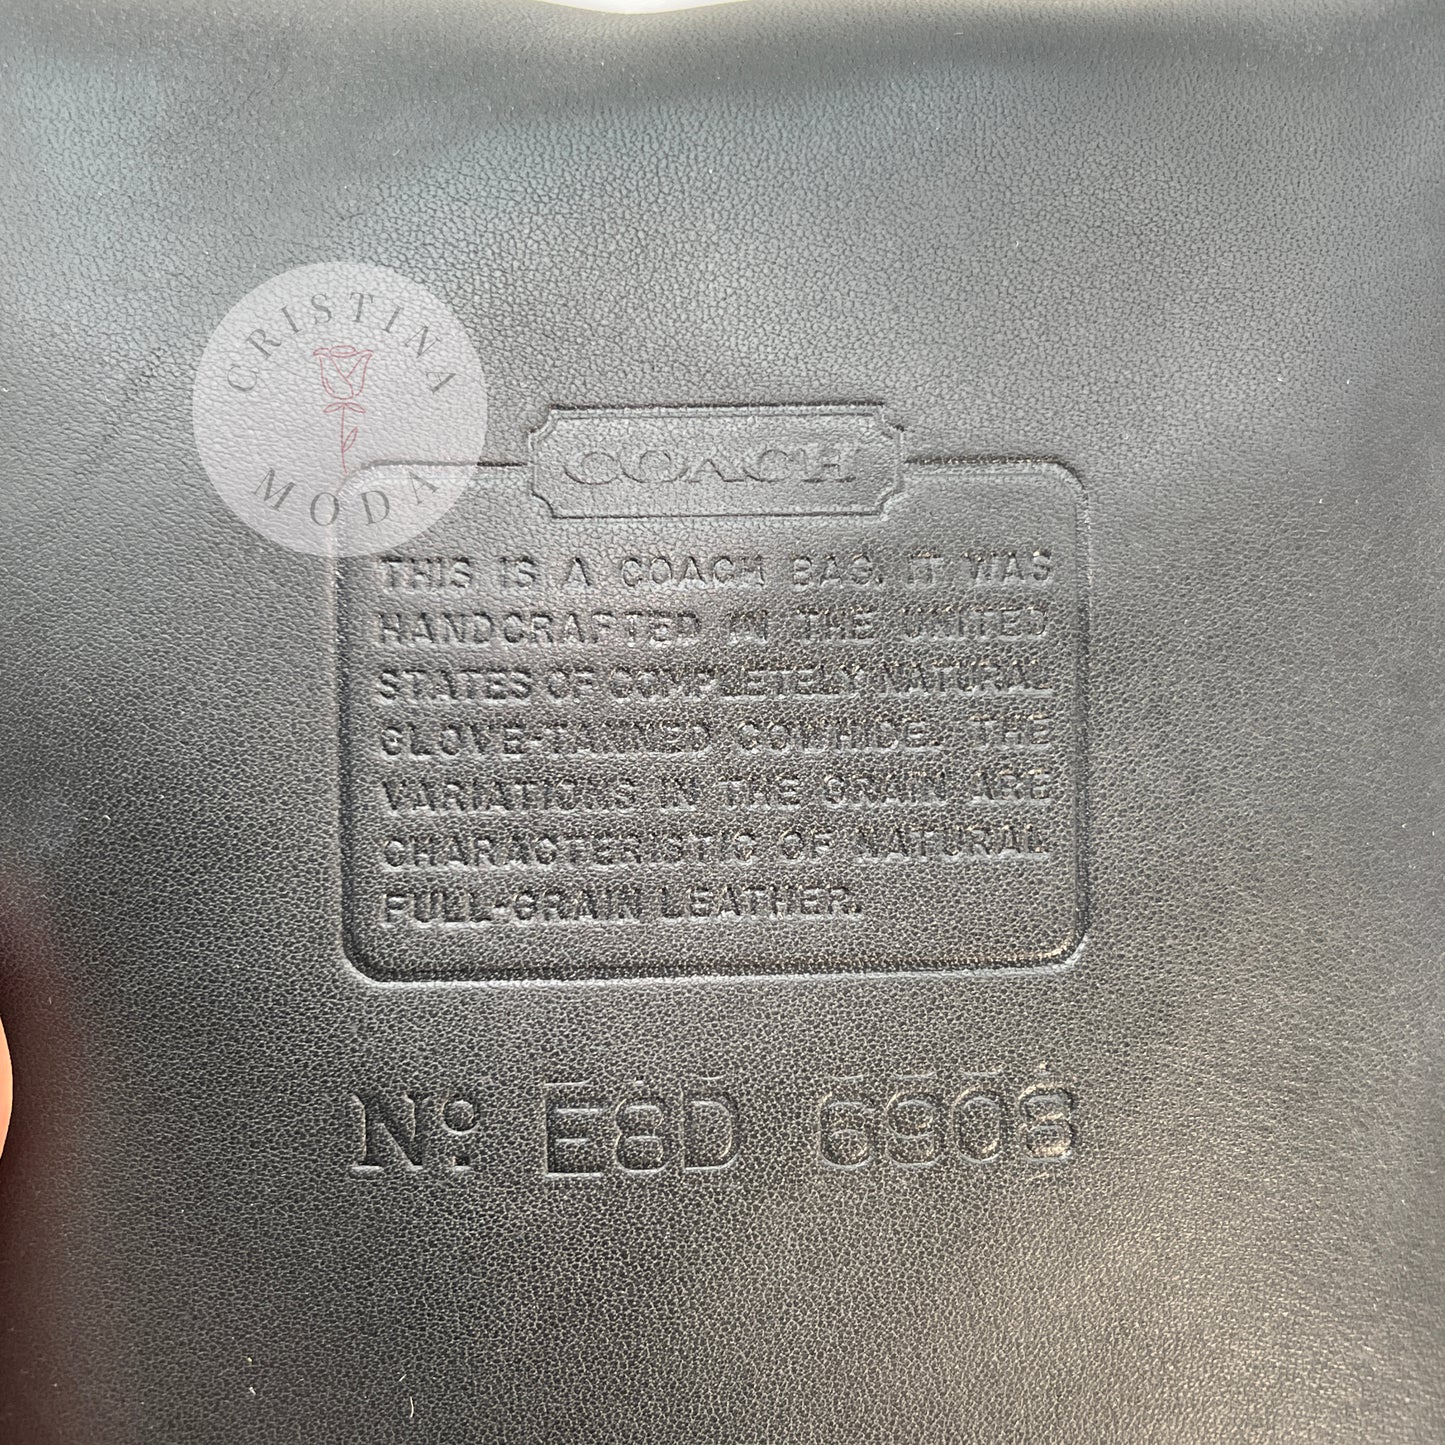 CRISTINA
MODA
COACH
THIS IS A COACH BAG. IT WAS
HANDCRAFTED IN THE UNITED
STATES OF COMPLETELY NATURAL
GLOVE-TANNED COWHIDE. THE
VARIATIONS IN THE GRAIN ARE
CHARACTERISTIC OF NATURAL
FULL-GRAIN LEATHER.
No. E8D 6908